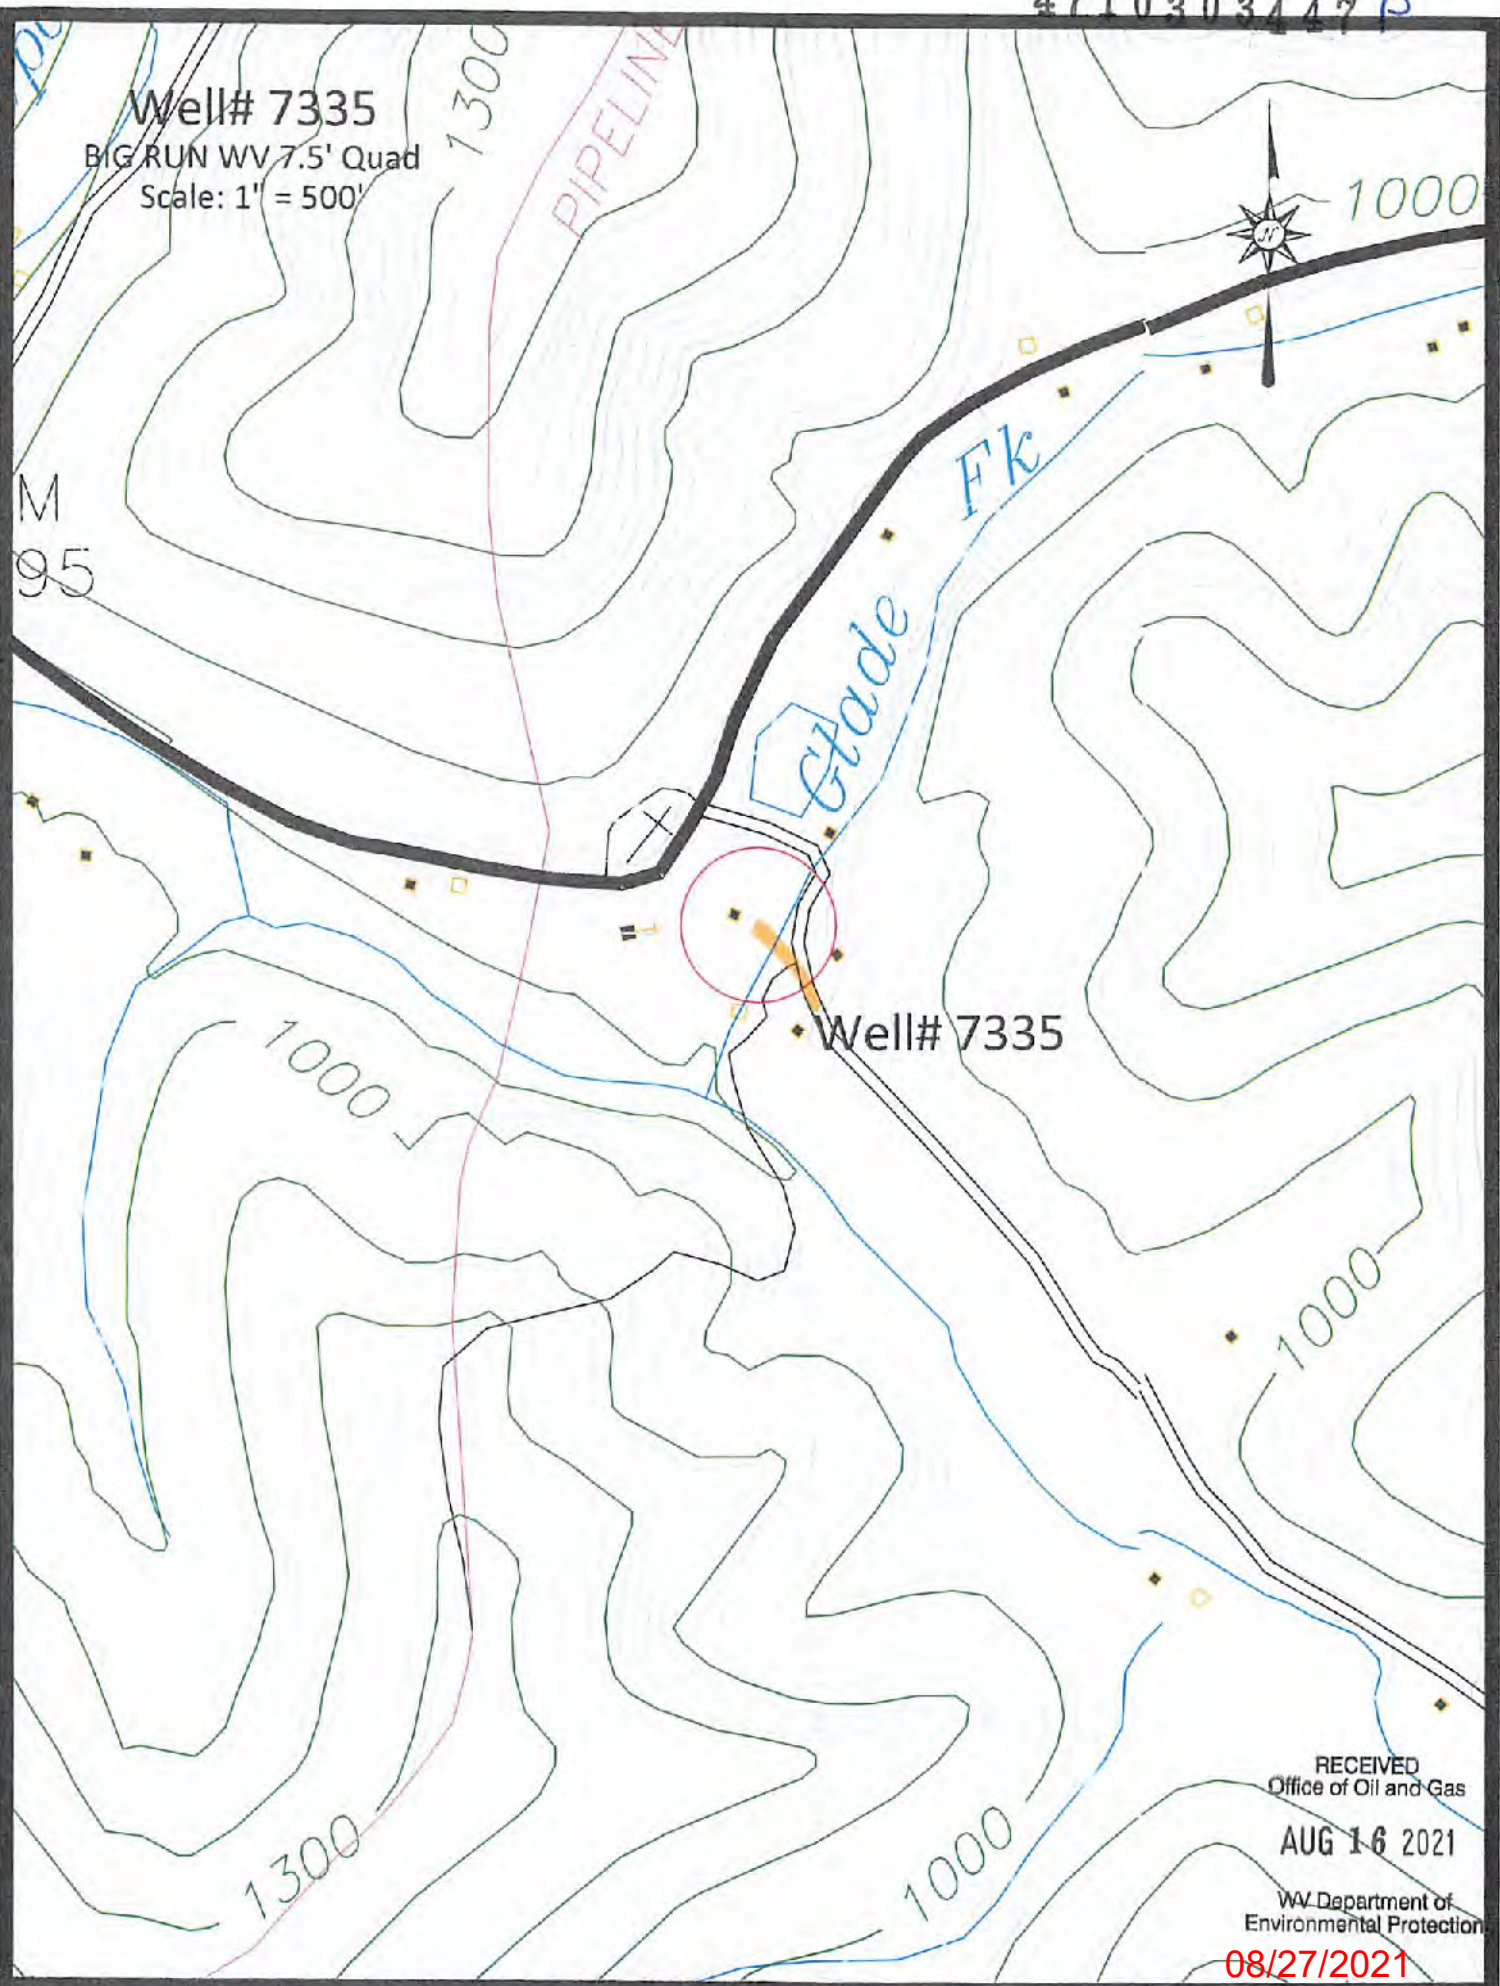 4710303447P
Well# 7335
BIG RUN WV 7.5' Quad
Scale: 1" = 500'
1300
PIPELINE
1000
N
M
95
Glade Fk
Well# 7335
1000
1000
1300
1000
RECEIVED
Office of Oil and Gas
AUG 16 2021
WV Department of
Environmental Protection
08/27/2021